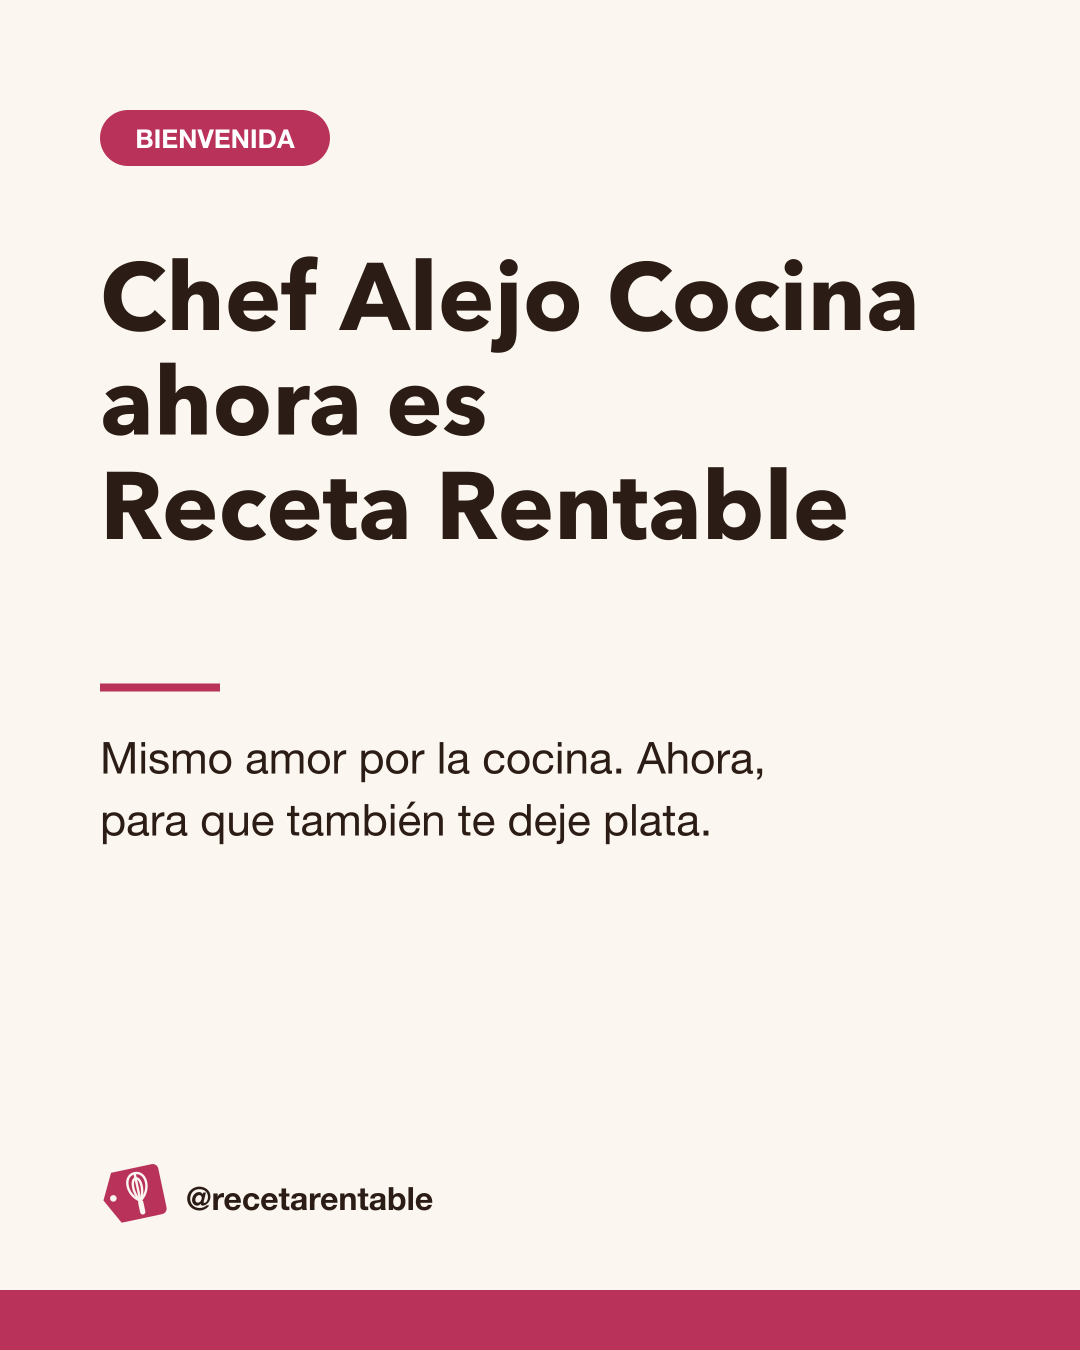 BIENVENIDA
Chef Alejo Cocina
ahora es
Receta Rentable
Mismo amor por la cocina. Ahora,
para que también te deje plata.
@recetarentable